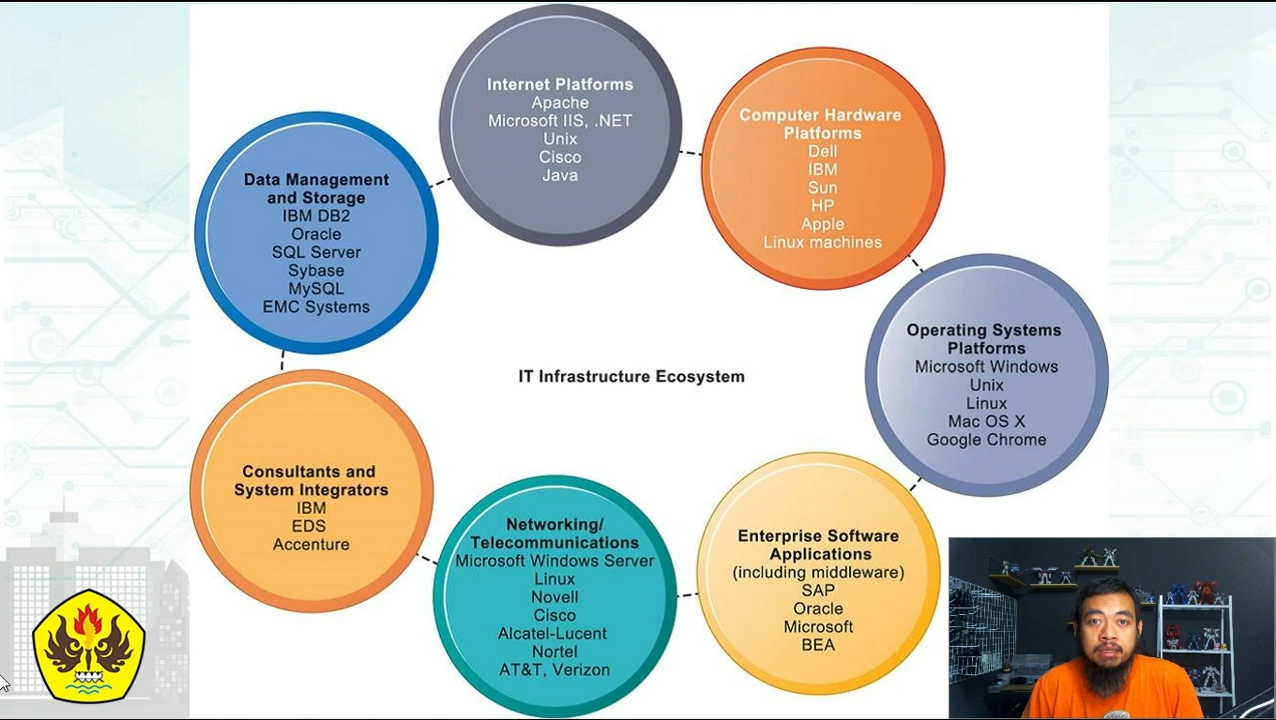 Internet Platforms
Apache
Microsoft IIS, .NET
Unix
Cisco
Java
Computer Hardware
Platforms
Dell
IBM
Sun
HP
Apple
Linux machines
Data Management
and Storage
IBM DB2
Oracle
SQL Server
Sybase
MySQL
EMC Systems
Operating Systems
Platforms
Microsoft Windows
Unix
Linux
Mac OS X
Google Chrome
IT Infrastructure Ecosystem
Consultants and
System Integrators
IBM
EDS
Accenture
Networking/
Telecommunications
Microsoft Windows Server
Linux
Novell
Cisco
Alcatel-Lucent
Nortel
AT&T, Verizon
Enterprise Software
Applications
(including middleware)
SAP
Oracle
Microsoft
BEA